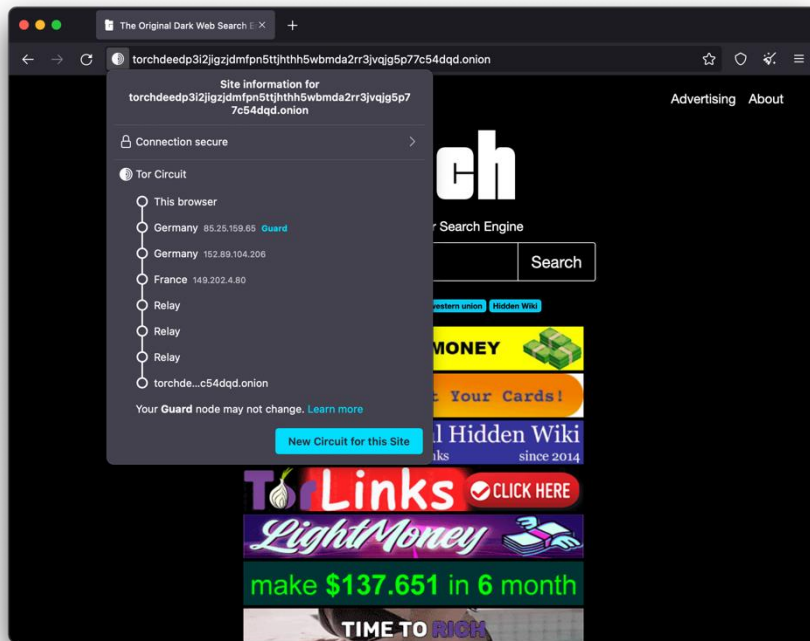 The Original Dark Web Search E
torchdeedp3i2jigzjdmfpn5ttjhthh5wbmda2rr3jvqjg5p77c54dqd.onion
Site information for
torchdeedp3i2jigzjdmfpn5ttjhthh5wbmda2rr3jvqjg5p7
7c54dqd.onion
Connection secure
Tor Circuit
This browser
Germany 85.25.159.65 Guard
Germany 152.89.104.206
France 149.202.4.80
Relay
Relay
Relay
torchde...c54dqd.onion
Your Guard node may not change. Learn more
New Circuit for this Site
Advertising About
ch
r Search Engine
Search
western union Hidden Wiki
MONEY
t Your Cards!
l Hidden Wiki
nks since 2014
TorLinks CLICK HERE
LightMoney
make $137.651 in 6 month
TIME TO RICH